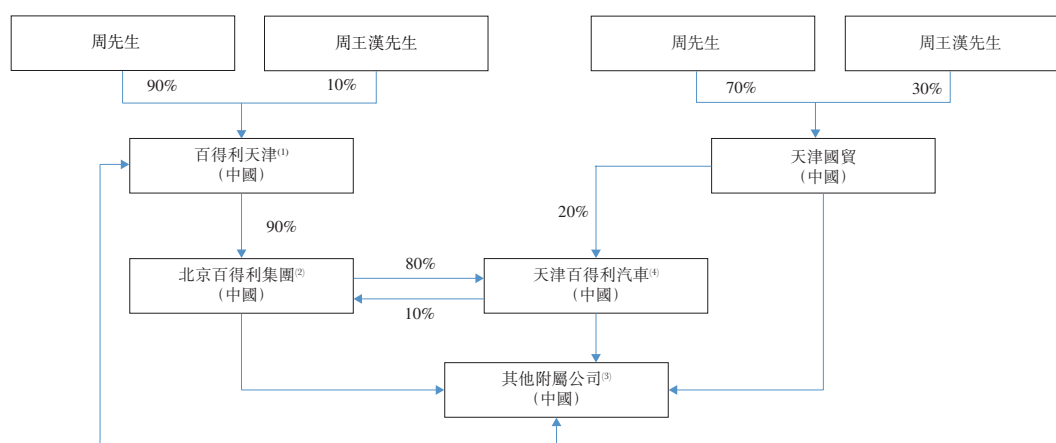 周先生
周王漢先生
周先生
周王漢先生
90%
10%
70%
30%
百得利天津(1)
(中國)
天津國貿
(中國)
90%
20%
北京百得利集團(2)
(中國)
80%
10%
天津百得利汽車(4)
(中國)
其他附屬公司(3)
(中國)